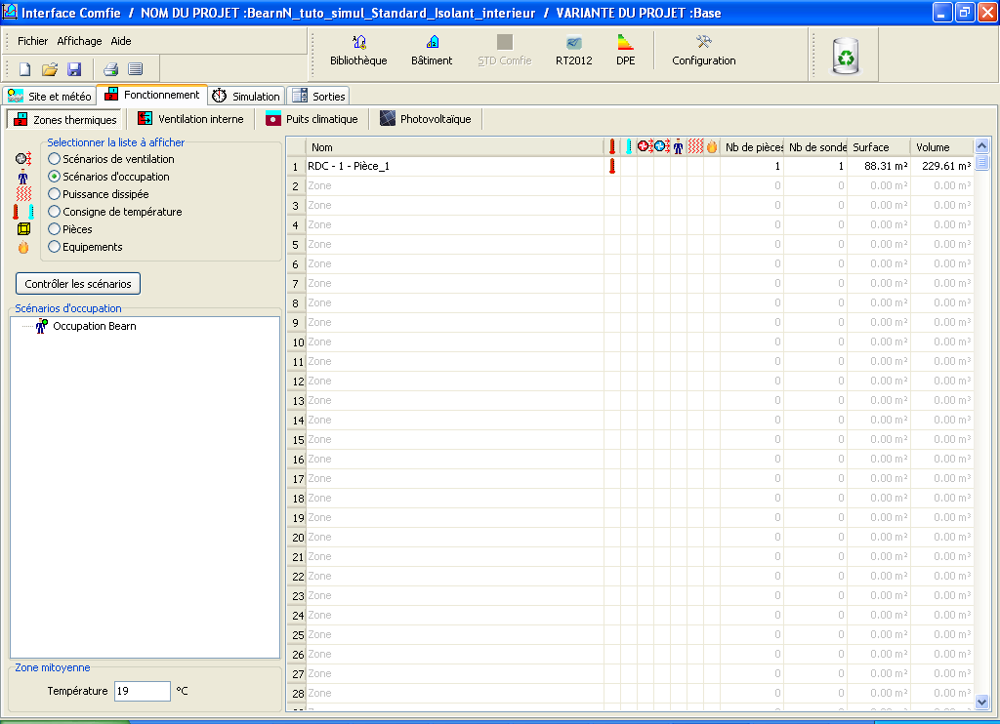 Interface Comfie / NOM DU PROJET :BearnN_tuto_simul_Standard_Isolant_interieur / VARIANTE DU PROJET :Base
Fichier Affichage Aide
Bibliothèque Bâtiment STD Comfie RT2012 DPE Configuration
Site et météo Fonctionnement Simulation Sorties
Zones thermiques Ventilation interne Puits climatique Photovoltaïque
Selectionner la liste à afficher
Scénarios de ventilation
Scénarios d'occupation
Puissance dissipée
Consigne de température
Pièces
Equipements
Contrôler les scénarios
Scénarios d'occupation
Occupation Bearn
Zone mitoyenne
Température 19 °C
Nom Nb de pièces Nb de sonde Surface Volume
1 RDC - 1 - Pièce_1 1 1 88.31 m² 229.61 m³
2 Zone 0 0 0.00 m² 0.00 m³
3 Zone 0 0 0.00 m² 0.00 m³
4 Zone 0 0 0.00 m² 0.00 m³
5 Zone 0 0 0.00 m² 0.00 m³
6 Zone 0 0 0.00 m² 0.00 m³
7 Zone 0 0 0.00 m² 0.00 m³
8 Zone 0 0 0.00 m² 0.00 m³
9 Zone 0 0 0.00 m² 0.00 m³
10 Zone 0 0 0.00 m² 0.00 m³
11 Zone 0 0 0.00 m² 0.00 m³
12 Zone 0 0 0.00 m² 0.00 m³
13 Zone 0 0 0.00 m² 0.00 m³
14 Zone 0 0 0.00 m² 0.00 m³
15 Zone 0 0 0.00 m² 0.00 m³
16 Zone 0 0 0.00 m² 0.00 m³
17 Zone 0 0 0.00 m² 0.00 m³
18 Zone 0 0 0.00 m² 0.00 m³
19 Zone 0 0 0.00 m² 0.00 m³
20 Zone 0 0 0.00 m² 0.00 m³
21 Zone 0 0 0.00 m² 0.00 m³
22 Zone 0 0 0.00 m² 0.00 m³
23 Zone 0 0 0.00 m² 0.00 m³
24 Zone 0 0 0.00 m² 0.00 m³
25 Zone 0 0 0.00 m² 0.00 m³
26 Zone 0 0 0.00 m² 0.00 m³
27 Zone 0 0 0.00 m² 0.00 m³
28 Zone 0 0 0.00 m² 0.00 m³